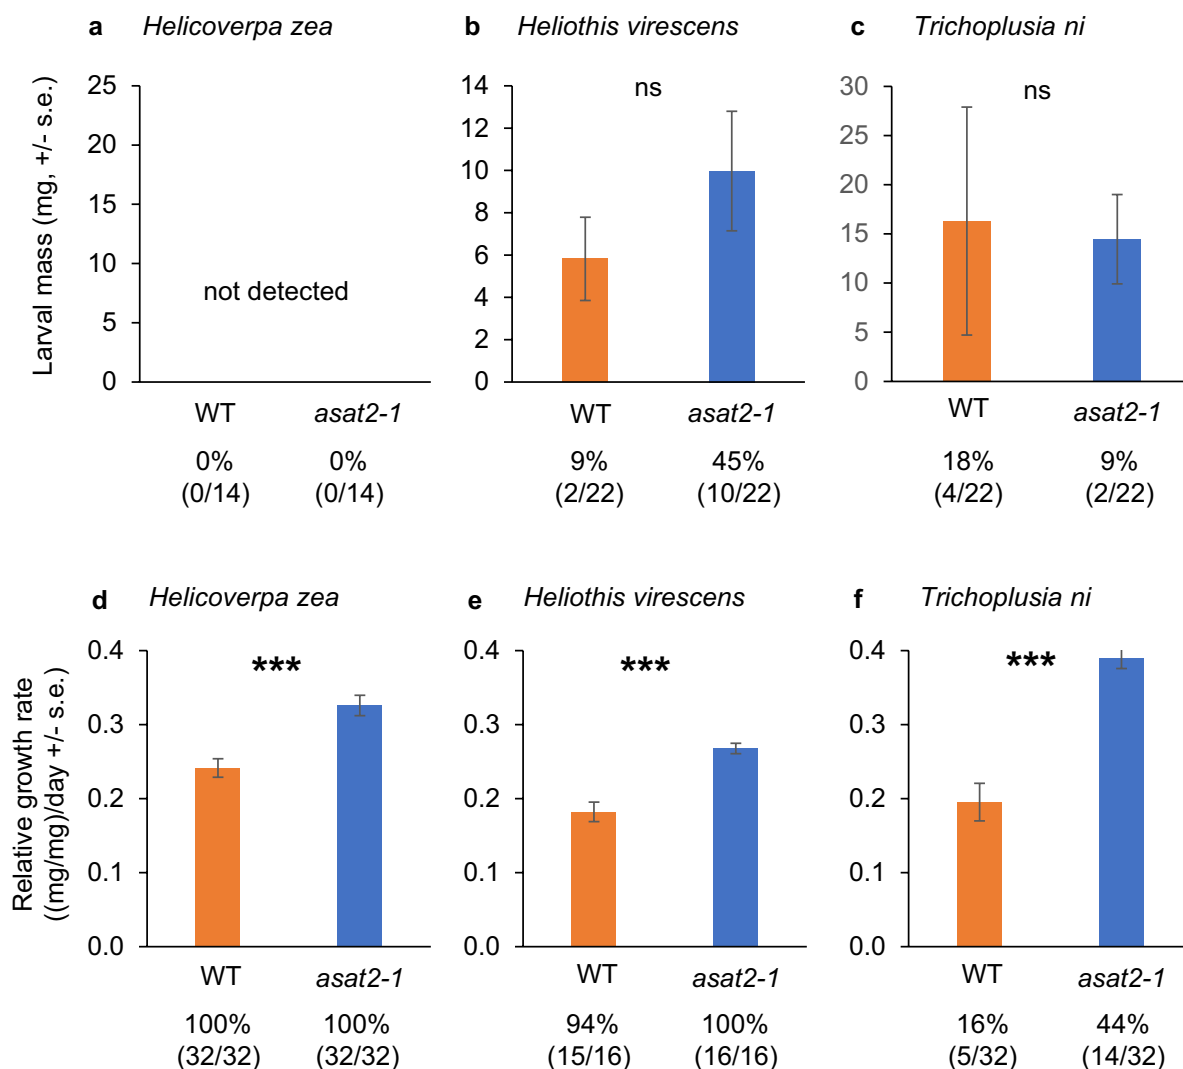 a Helicoverpa zea
b Heliothis virescens
c Trichoplusia ni
Larval mass (mg, +/- s.e.)
25
20
15
10
5
0
not detected
WT asat2-1
0% 0%
(0/14) (0/14)
14
12
10
8
6
4
2
0
ns
WT asat2-1
9% 45%
(2/22) (10/22)
30
25
20
15
10
5
0
ns
WT asat2-1
18% 9%
(4/22) (2/22)
d Helicoverpa zea
e Heliothis virescens
f Trichoplusia ni
Relative growth rate
((mg/mg)/day +/- s.e.)
0.4
0.3
0.2
0.1
0.0
***
WT asat2-1
100% 100%
(32/32) (32/32)
0.4
0.3
0.2
0.1
0.0
***
WT asat2-1
94% 100%
(15/16) (16/16)
0.4
0.3
0.2
0.1
0.0
***
WT asat2-1
16% 44%
(5/32) (14/32)